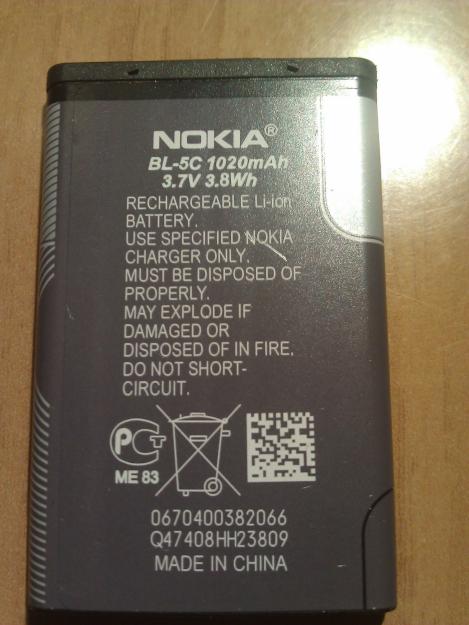 NOKIA®
BL-5C 1020mAh
3.7V 3.8Wh
RECHARGEABLE Li-ion
BATTERY.
USE SPECIFIED NOKIA
CHARGER ONLY.
MUST BE DISPOSED OF
PROPERLY.
MAY EXPLODE IF
DAMAGED OR
DISPOSED OF IN FIRE.
DO NOT SHORT-
CIRCUIT.
ME 83
0670400382066
Q47408HH23809
MADE IN CHINA